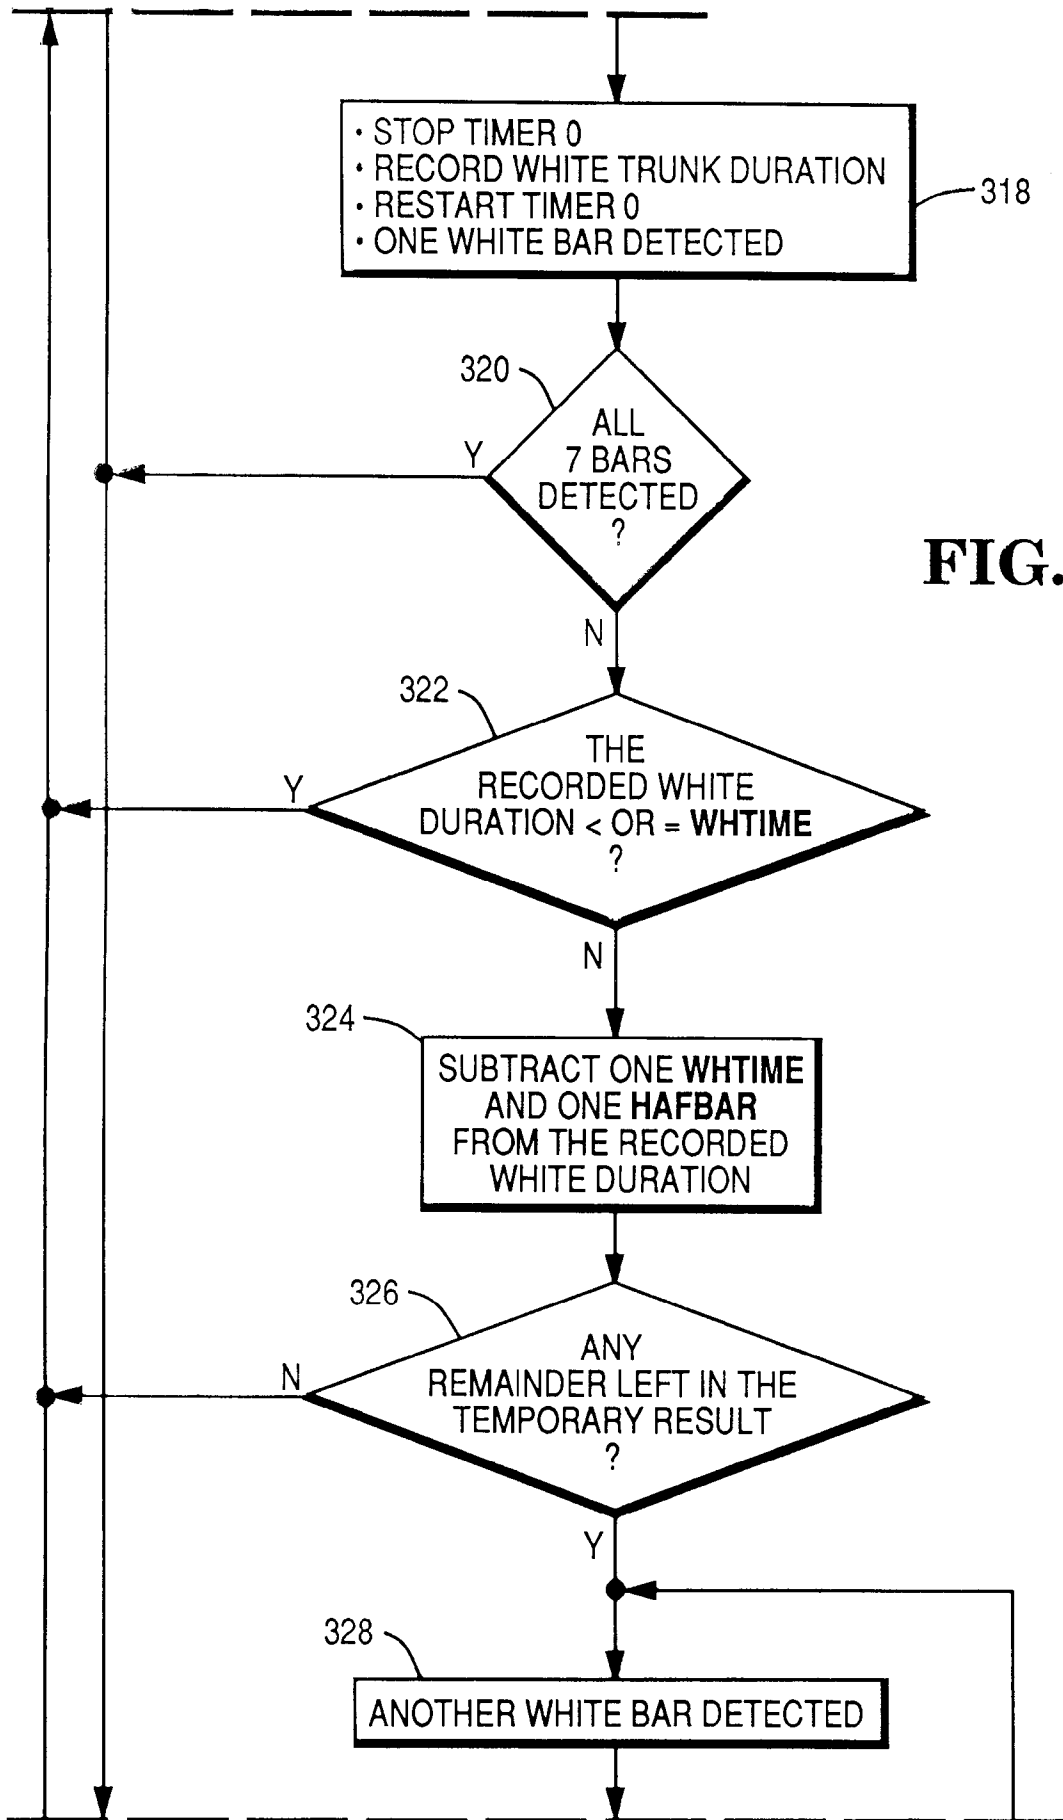 · STOP TIMER 0
· RECORD WHITE TRUNK DURATION
· RESTART TIMER 0
· ONE WHITE BAR DETECTED
318
320
ALL
7 BARS
DETECTED
?
Y
N
FIG.
322
THE
RECORDED WHITE
DURATION < OR = WHTIME
?
Y
N
324
SUBTRACT ONE WHTIME
AND ONE HAFBAR
FROM THE RECORDED
WHITE DURATION
326
ANY
REMAINDER LEFT IN THE
TEMPORARY RESULT
?
N
Y
328
ANOTHER WHITE BAR DETECTED